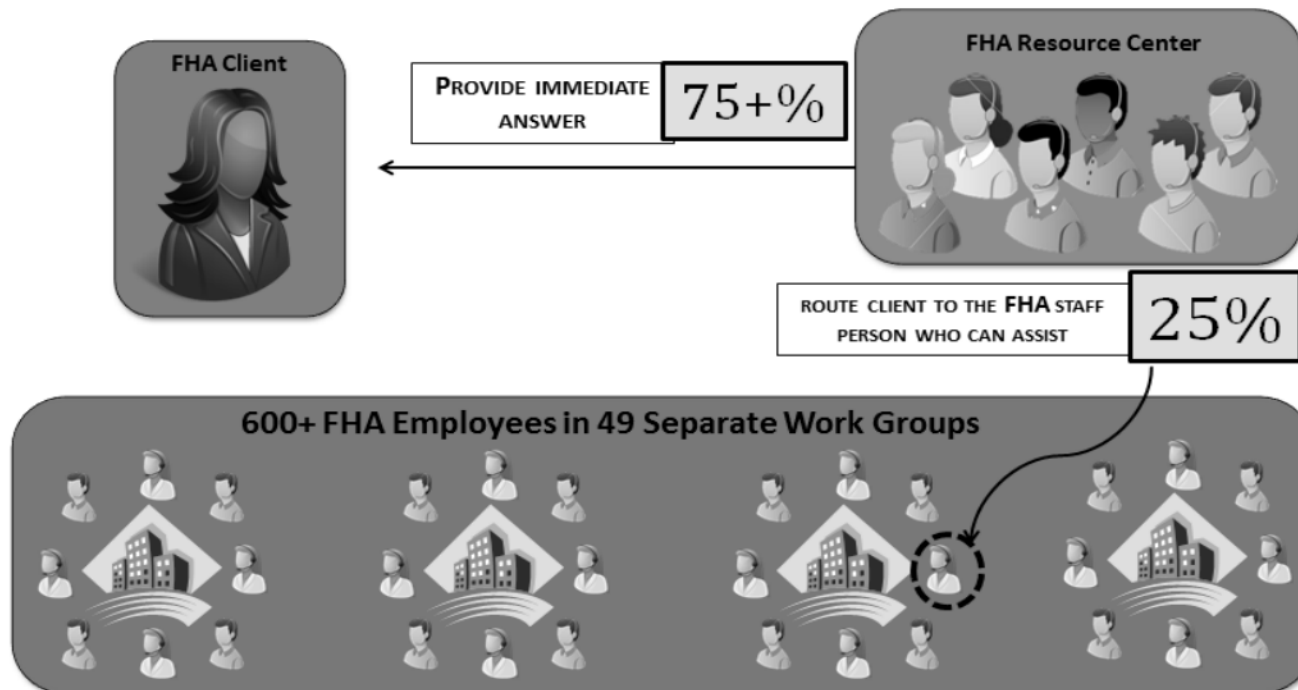 FHA Client
FHA Resource Center
PROVIDE IMMEDIATE
ANSWER
75+%
ROUTE CLIENT TO THE FHA STAFF
PERSON WHO CAN ASSIST
25%
600+ FHA Employees in 49 Separate Work Groups